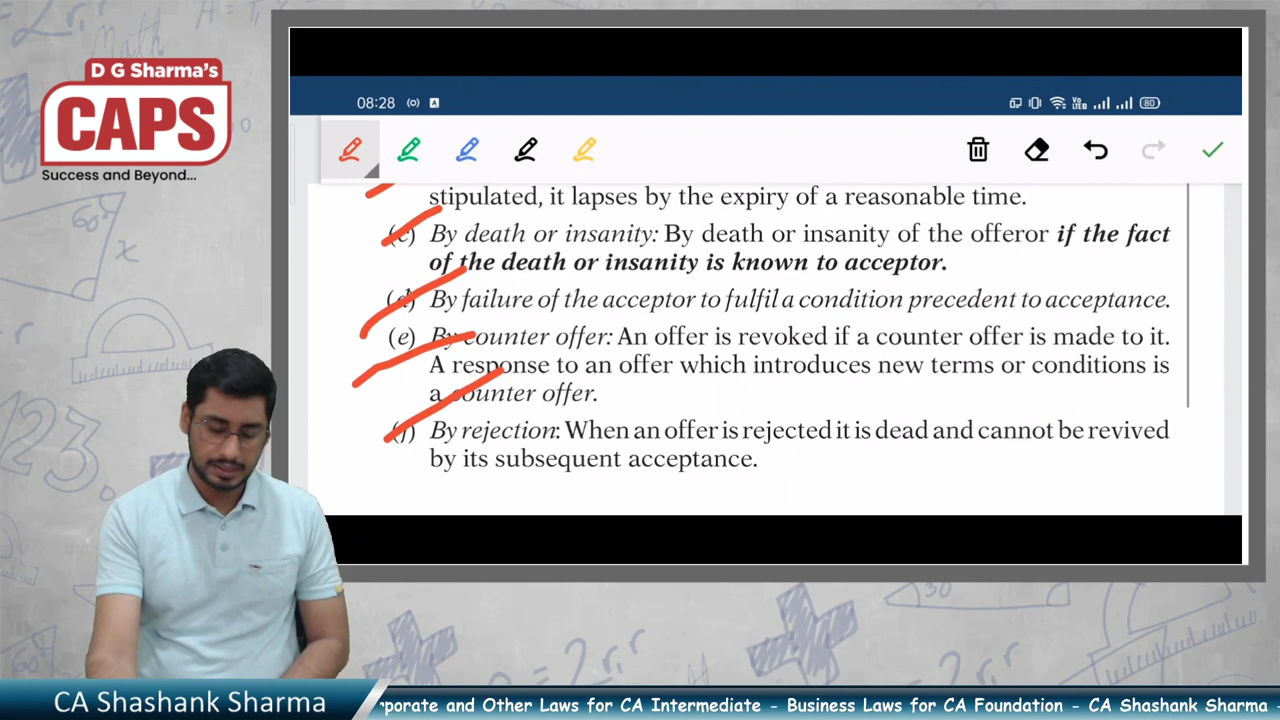 D G Sharma's
CAPS
Success and Beyond...
08:28
stipulated, it lapses by the expiry of a reasonable time.
(c) By death or insanity: By death or insanity of the offeror if the fact
of the death or insanity is known to acceptor.
(d) By failure of the acceptor to fulfil a condition precedent to acceptance.
(e) By counter offer: An offer is revoked if a counter offer is made to it.
A response to an offer which introduces new terms or conditions is
a counter offer.
(f) By rejection: When an offer is rejected it is dead and cannot be revived
by its subsequent acceptance.
CA Shashank Sharma
rporate and Other Laws for CA Intermediate - Business Laws for CA Foundation - CA Shashank Sharma -